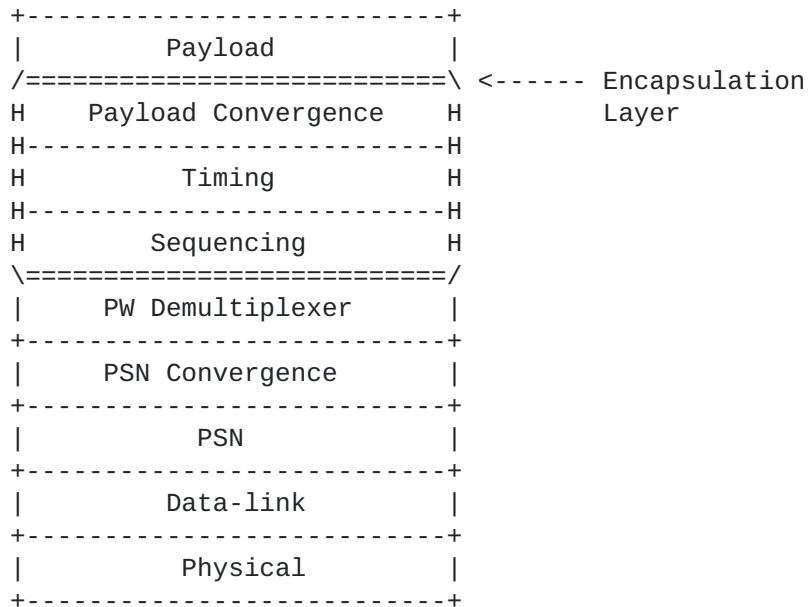 +---------------------------+
|         Payload           |
/===========================\ <------ Encapsulation
H    Payload Convergence    H         Layer
H---------------------------H
H          Timing           H
H---------------------------H
H        Sequencing         H
\===========================/
|     PW Demultiplexer      |
+---------------------------+
|     PSN Convergence       |
+---------------------------+
|           PSN             |
+---------------------------+
|         Data-link         |
+---------------------------+
|          Physical         |
+---------------------------+